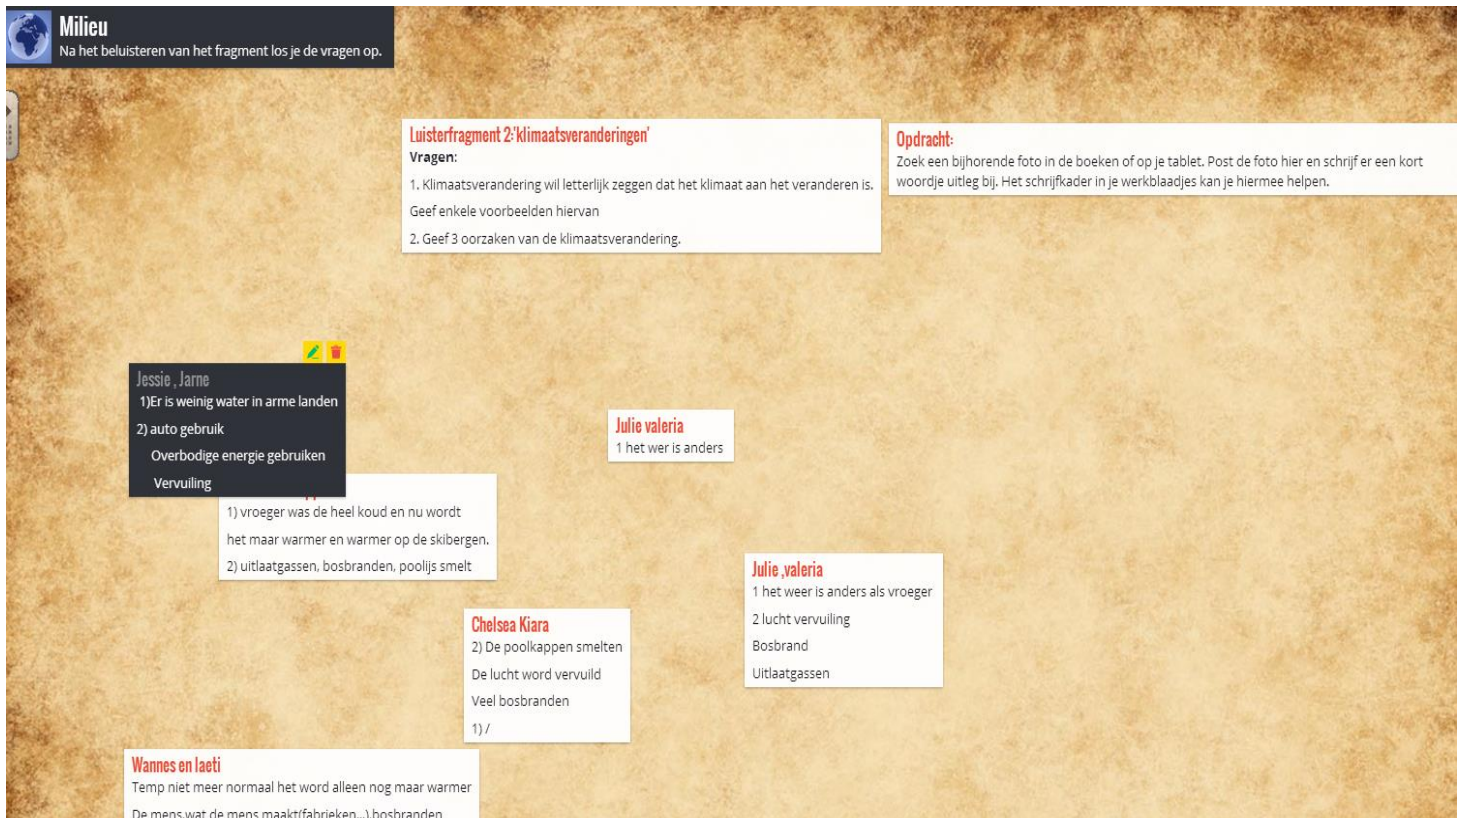 Milieu
Na het beluisteren van het fragment los je de vragen op.
Luisterfragment 2:'klimaatsveranderingen'
Vragen:
1. Klimaatsverandering wil letterlijk zeggen dat het klimaat aan het veranderen is.
Geef enkele voorbeelden hiervan
2. Geef 3 oorzaken van de klimaatsverandering.
Opdracht:
Zoek een bijhorende foto in de boeken of op je tablet. Post de foto hier en schrijf er een kort
woordje uitleg bij. Het schrijfkader in je werkblaadjes kan je hiermee helpen.
Jessie , Jarne
1)Er is weinig water in arme landen
2) auto gebruik
Overbodige energie gebruiken
Vervuiling
1) vroeger was de heel koud en nu wordt
het maar warmer en warmer op de skibergen.
2) uitlaatgassen, bosbranden, poolijs smelt
Julie valeria
1 het wer is anders
Julie ,valeria
1 het weer is anders als vroeger
2 lucht vervuiling
Bosbrand
Uitlaatgassen
Chelsea Kiara
2) De poolkappen smelten
De lucht word vervuild
Veel bosbranden
1) /
Wannes en laeti
Temp niet meer normaal het word alleen nog maar warmer
De mens,wat de mens maakt(fabrieken...),bosbranden